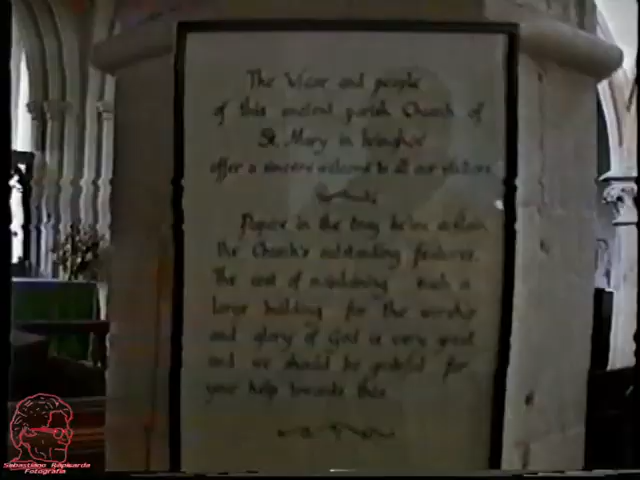 The Vicar and people
of this ancient parish Church of
St. Mary in
offer a sincere welcome to all our visitors
Papers in the tray below explain
the Church's outstanding features.
The cost of maintaining such a
large building for the worship
and glory of God is very great
and we should be grateful for
your help towards this.
Sebastiano Rapisarda
Fotografia